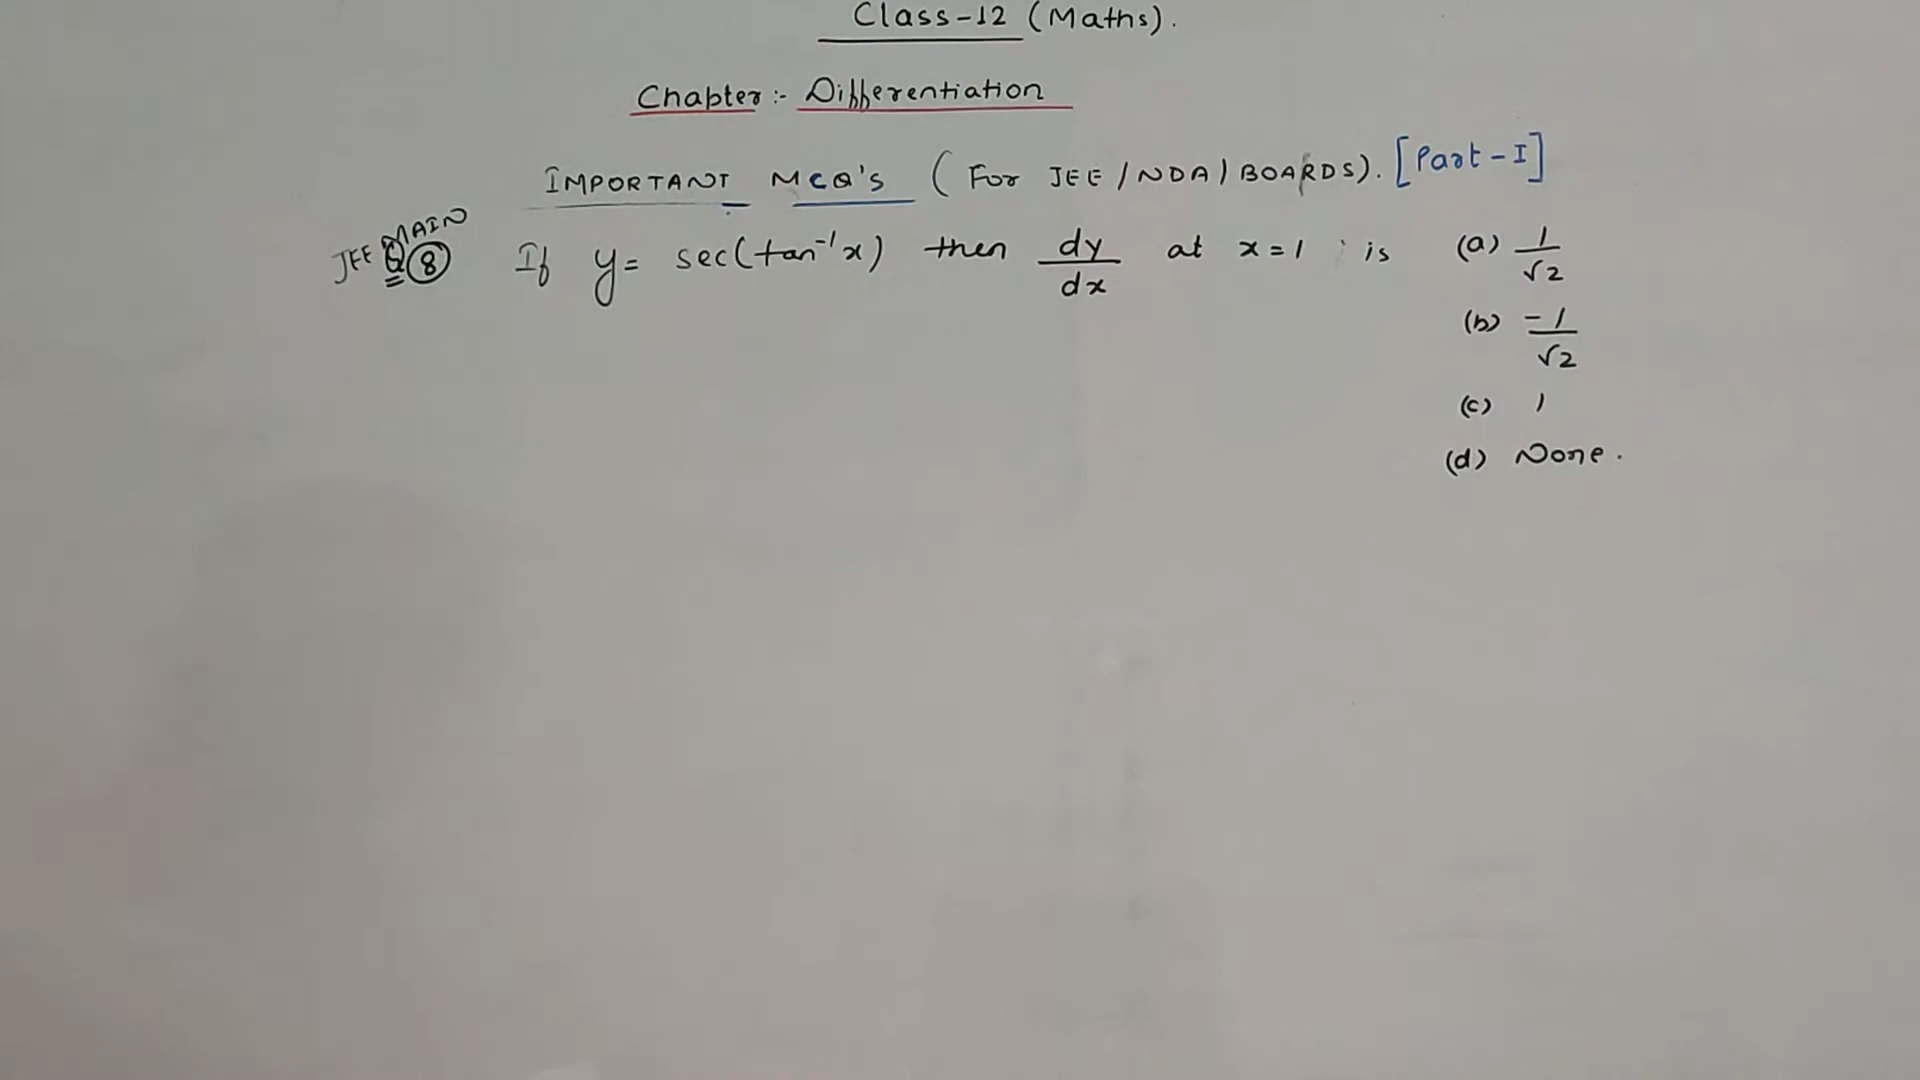 Class-12 (Maths).
Chapter :- Differentiation
IMPORTANT MCQ's (For JEE/NDA/BOARDS). [Part-I]
JEE MAIN
Q 8 If y = sec(tan⁻¹x) then dy/dx at x=1 is (a) 1/√2
(b) -1/√2
(c) 1
(d) None.